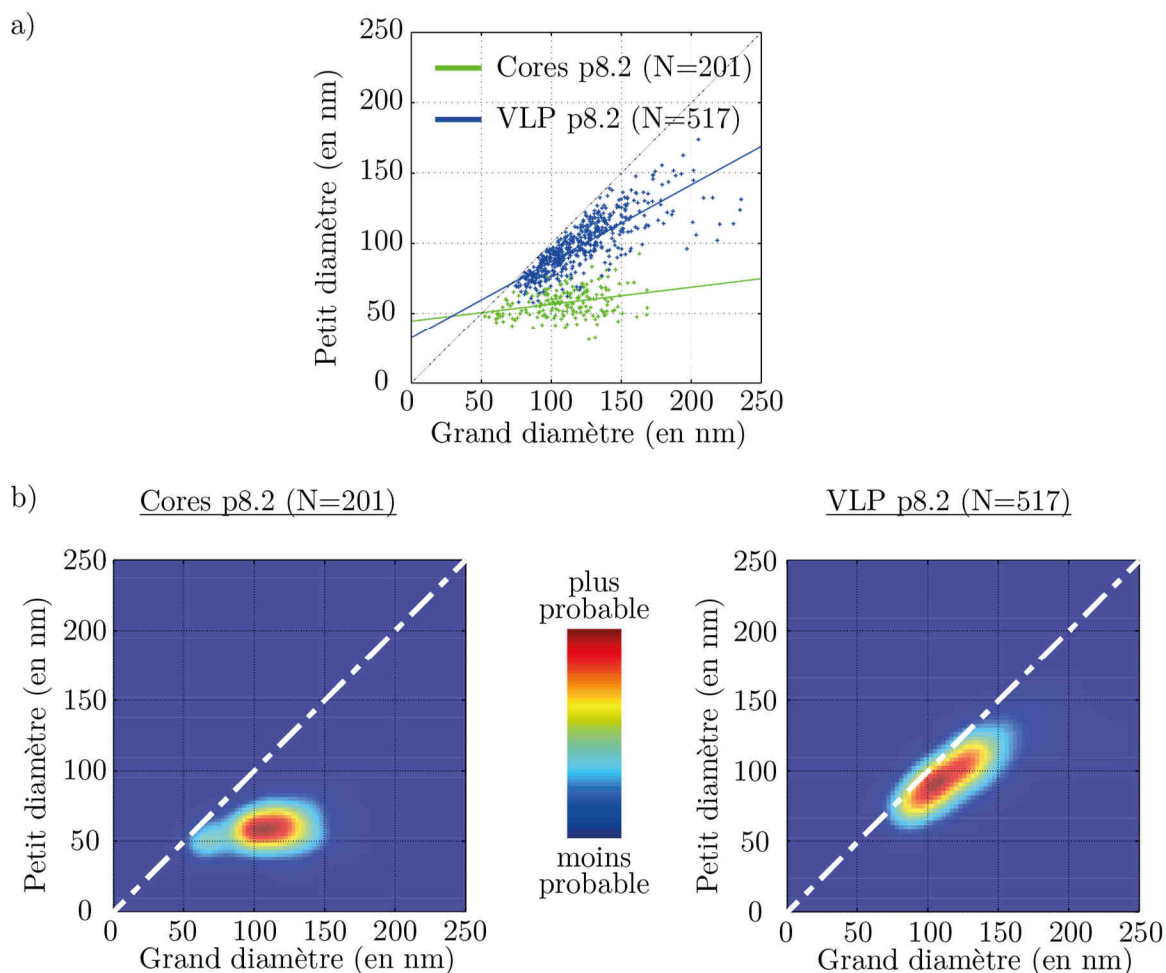 a)
250
200
150
100
50
0
Petit diamètre (en nm)
Cores p8.2 (N=201)
VLP p8.2 (N=517)
0 50 100 150 200 250
Grand diamètre (en nm)
b)
Cores p8.2 (N=201)
250
200
150
100
50
0
Petit diamètre (en nm)
0 50 100 150 200 250
Grand diamètre (en nm)
plus
probable
moins
probable
VLP p8.2 (N=517)
250
200
150
100
50
0
Petit diamètre (en nm)
0 50 100 150 200 250
Grand diamètre (en nm)